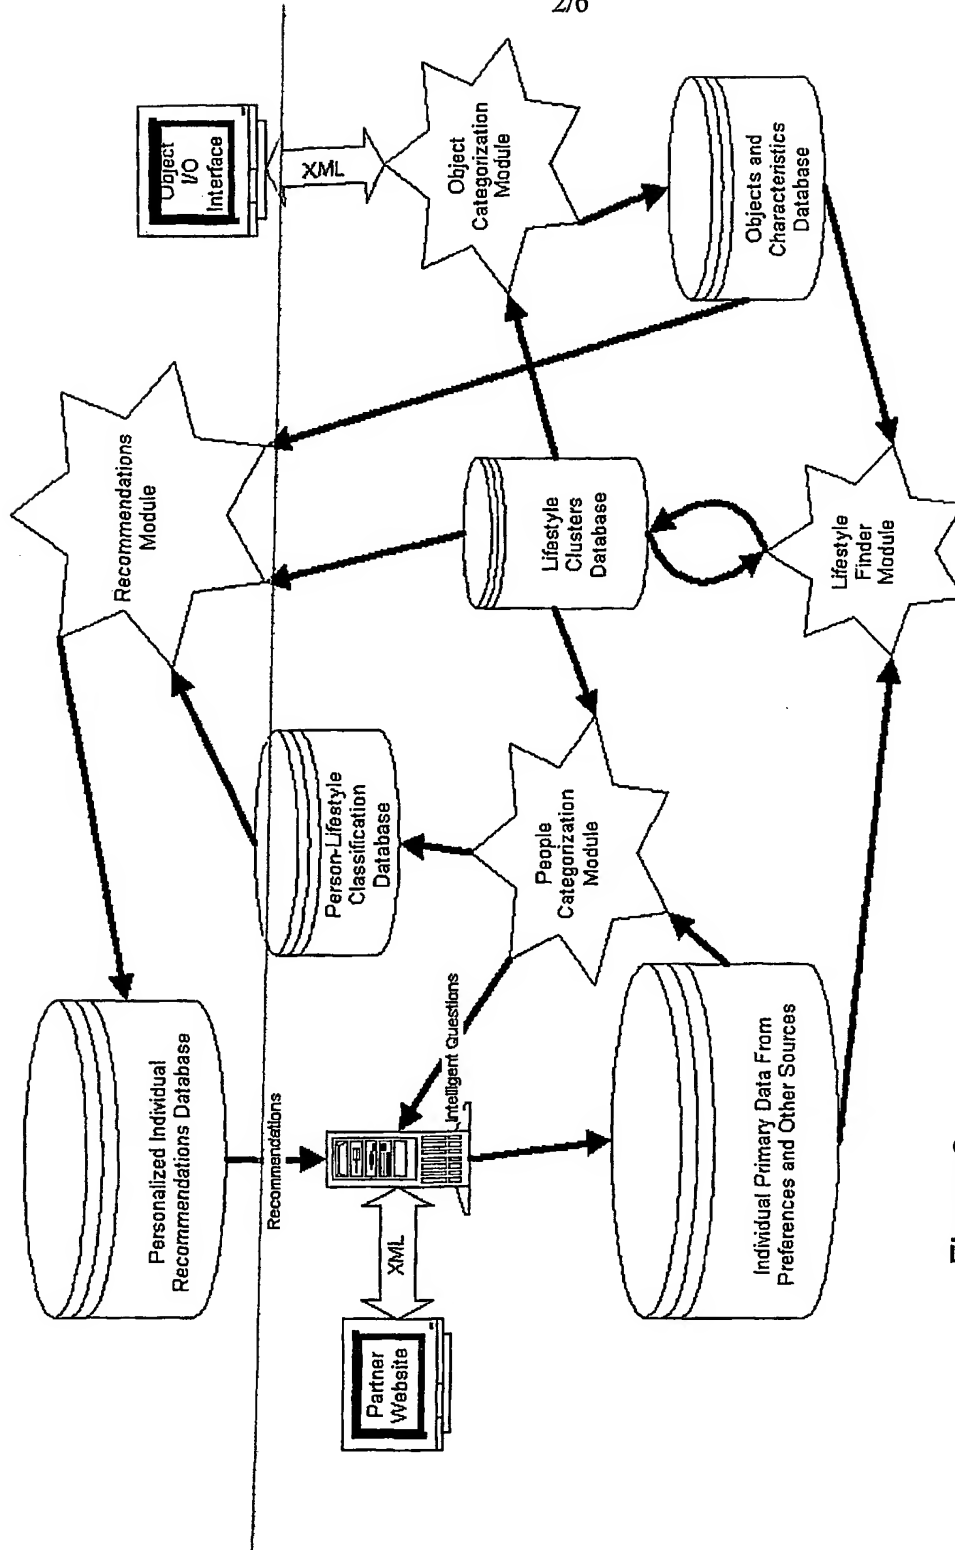 2/6
Object
I/O
Interface
XML
Object
Categorization
Module
Objects and
Characteristics
Database
Recommendations
Module
Lifestyle
Clusters
Database
Lifestyle
Finder
Module
Person-Lifestyle
Classification
Database
People
Categorization
Module
Personalized Individual
Recommendations Database
Recommendations
Intelligent Questions
XML
Partner
Website
Individual Primary Data From
Preferences and Other Sources